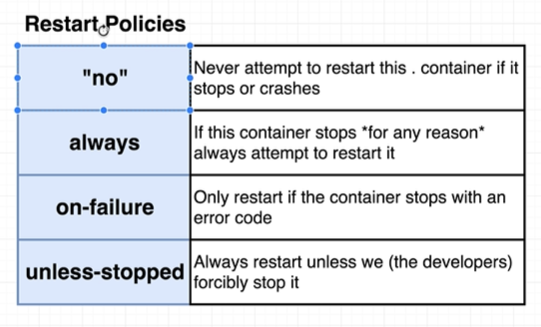 Restart Policies
"no"
Never attempt to restart this . container if it
stops or crashes
always
If this container stops *for any reason*
always attempt to restart it
on-failure
Only restart if the container stops with an
error code
unless-stopped
Always restart unless we (the developers)
forcibly stop it